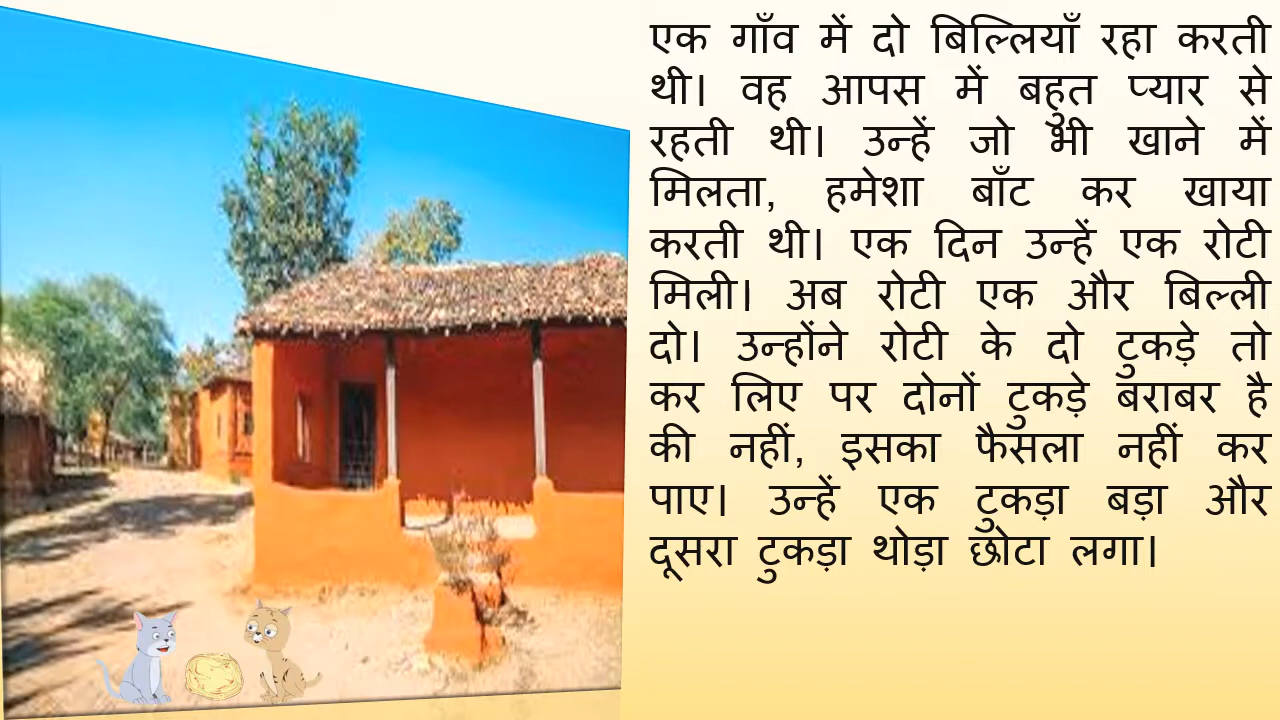 एक गाँव में दो बिल्लियाँ रहा करती
थी। वह आपस में बहुत प्यार से
रहती थी। उन्हें जो भी खाने में
मिलता, हमेशा बाँट कर खाया
करती थी। एक दिन उन्हें एक रोटी
मिली। अब रोटी एक और बिल्ली
दो। उन्होंने रोटी के दो टुकड़े तो
कर लिए पर दोनों टुकड़े बराबर है
की नहीं, इसका फैसला नहीं कर
पाए। उन्हें एक टुकड़ा बड़ा और
दूसरा टुकड़ा थोड़ा छोटा लगा।